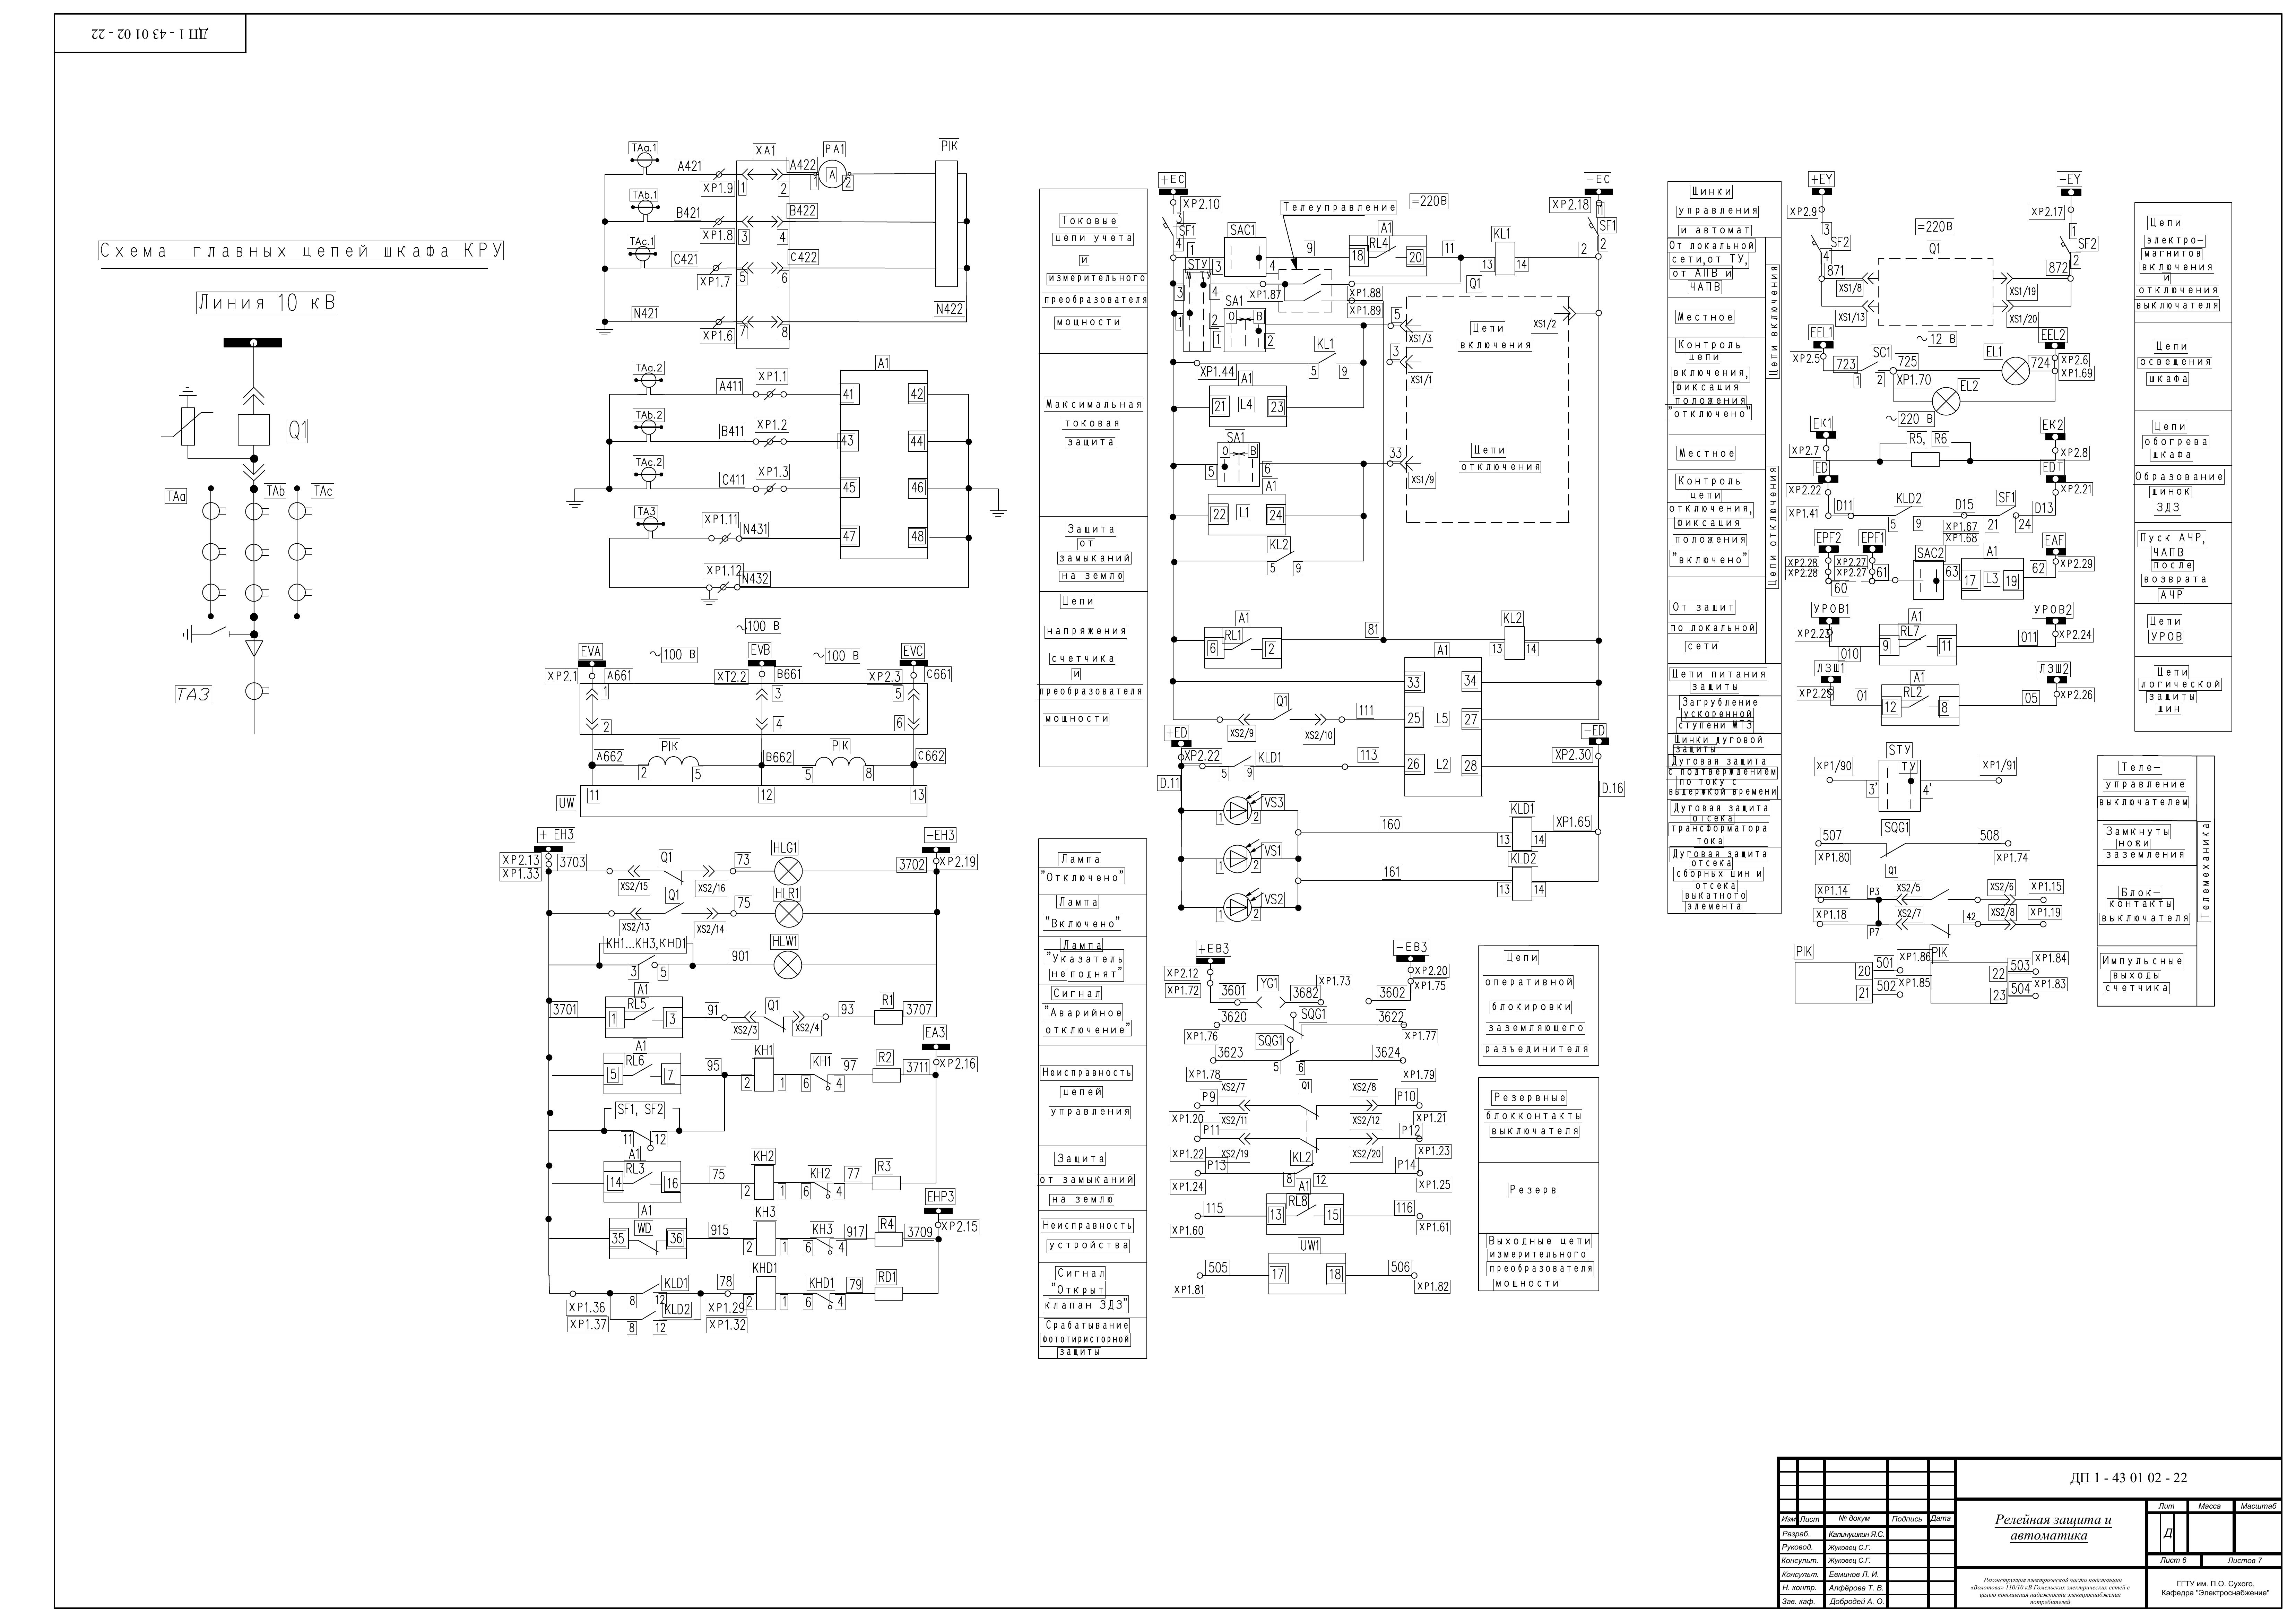 ДП 1 - 43 01 02 - 22
Схема главных цепей шкафа КРУ
Линия 10 кВ
Q1
TAa
TAb
TAc
TA3
TAa.1
A421
XP1.9
XA1
1
2
A422
PA1
1
A
2
PIK
TAb.1
B421
XP1.8
3
4
B422
TAc.1
C421
XP1.7
5
6
C422
N421
XP1.6
7
8
N422
TAa.2
A411
XP1.1
A1
41
42
TAb.2
B411
XP1.2
43
44
TAc.2
C411
XP1.3
45
46
TA3
XP1.11
N431
47
48
XP1.12
N432
~100 В
EVA
~100 В
EVB
~100 В
EVC
XP2.1
A661
XT2.2
B661
XP2.3
C661
1
3
5
2
4
6
A662
PIK
B662
PIK
C662
2
5
5
8
UW
11
12
13
+ EH3
-EH3
XP2.13
XP1.33
3703
Q1
73
HLG1
3702
XP2.19
XS2/15
XS2/16
Q1
75
HLR1
XS2/13
XS2/14
KH1...KH3,KHD1
3
5
901
HLW1
3701
A1
RL5
1
3
91
Q1
93
R1
3707
XS2/3
XS2/4
EA3
A1
RL6
5
7
95
KH1
2
1
KH1
6
4
97
R2
3711
XP2.16
SF1, SF2
11
12
A1
RL3
14
16
75
KH2
2
1
KH2
6
4
77
R3
EHP3
A1
WD
35
36
915
KH3
2
1
KH3
6
4
917
R4
3709
XP2.15
XP1.36
XP1.37
KLD1
8
12
KLD2
8
12
78
XP1.29
XP1.32
KHD1
2
1
KHD1
6
4
79
RD1
Токовые
цепи учета
и
измерительного
преобразователя
мощности
Максимальная
токовая
защита
Защита
от
замыканий
на землю
Цепи
напряжения
счетчика
и
преобразователя
мощности
Лампа
"Отключено"
Лампа
"Включено"
Лампа
"Указатель
не поднят"
Сигнал
"Аварийное
отключение"
Неисправность
цепей
управления
Защита
от замыканий
на землю
Неисправность
устройства
Сигнал
"Открыт
клапан ЗДЗ"
Срабатывание
фототиристорной
защиты
+EC
-EC
XP2.10
Телеуправление
=220В
XP2.18
3
SF1
4
1
SF1
2
1
SAC1
3
4
9
A1
RL4
18
20
11
KL1
13
14
2
STУ
М
ТУ
3
4
1
2
XP1.87
XP1.88
XP1.89
Q1
SA1
О
В
1
2
5
XS1/3
Цепи
включения
XS1/2
KL1
5
9
3
XS1/1
XP1.44
A1
21
L4
23
SA1
О
В
5
6
33
XS1/9
Цепи
отключения
A1
22
L1
24
KL2
5
9
A1
RL1
6
2
81
KL2
13
14
A1
33
34
Q1
111
25
L5
27
XS2/9
XS2/10
+ED
-ED
XP2.22
KLD1
5
9
113
26
L2
28
XP2.30
D.11
D.16
VS3
1
2
160
KLD1
13
14
XP1.65
VS1
1
2
161
KLD2
13
14
VS2
1
2
+EB3
-EB3
XP2.12
XP1.72
3601
YG1
3682
XP1.73
3602
XP2.20
XP1.75
3620
SQG1
3622
XP1.76
XP1.77
3623
SQG1
5
6
3624
XP1.78
XP1.79
XS2/7
Q1
XS2/8
P9
P10
XP1.20
XS2/11
XS2/12
XP1.21
P11
P12
XP1.22
XS2/19
XS2/20
XP1.23
P13
KL2
8
12
P14
XP1.24
XP1.25
115
A1
RL8
13
15
116
XP1.60
XP1.61
505
UW1
17
18
506
XP1.81
XP1.82
Цепи
оперативной
блокировки
заземляющего
разъединителя
Резервные
блокконтакты
выключателя
Резерв
Выходные цепи
измерительного
преобразователя
мощности
Шинки
управления
и автомат
От локальной
сети,от ТУ,
от АПВ и
ЧАПВ
Местное
Контроль
цепи
включения,
фиксация
положения
"отключено"
Цепи включения
Местное
Контроль
цепи
отключения,
фиксация
положения
"включено"
От защит
по локальной
сети
Цепи отключения
Цепи питания
защиты
Загрубление
ускоренной
ступени МТЗ
Шинки дуговой
защиты
Дуговая защита
с подтверждением
по току с
выдержкой времени
Дуговая защита
отсека
трансформатора
тока
Дуговая защита
отсека
сборных шин и
отсека
выкатного
элемента
+EY
-EY
XP2.9
XP2.17
3
SF2
4
=220В
Q1
1
SF2
2
871
872
XS1/8
XS1/19
XS1/13
XS1/20
EEL1
~12 В
EEL2
XP2.5
723
SC1
1
2
725
XP1.70
EL1
724
XP2.6
XP1.69
EL2
~220 В
EK1
R5, R6
EK2
XP2.7
XP2.8
ED
EDT
XP2.22
XP2.21
XP1.41
D11
KLD2
5
9
D15
XP1.67
XP1.68
SF1
21
24
D13
EPF2
EPF1
EAF
XP2.28
XP2.28
XP2.27
XP2.27
60
61
SAC2
63
A1
17
L3
19
62
XP2.29
УРОВ1
УРОВ2
XP2.23
010
A1
RL7
9
11
011
XP2.24
ЛЗШ1
ЛЗШ2
XP2.25
01
A1
RL2
12
8
05
XP2.26
XP1/90
STУ
ТУ
3'
4'
XP1/91
507
SQG1
508
XP1.80
XP1.74
Q1
XP1.14
P3
XS2/5
XS2/6
XP1.15
XP1.18
XS2/7
42
XS2/8
XP1.19
P7
PIK
20
501
XP1.86
21
502
XP1.85
PIK
22
503
XP1.84
23
504
XP1.83
Цепи
электро-
магнитов
включения
и
отключения
выключателя
Цепи
освещения
шкафа
Цепи
обогрева
шкафа
Образование
шинок
ЗДЗ
Пуск АЧР,
ЧАПВ
после
возврата
АЧР
Цепи
УРОВ
Цепи
логической
защиты
шин
Теле-
управление
выключателем
Замкнуты
ножи
заземления
Блок-
контакты
выключателя
Импульсные
выходы
счетчика
Телемеханика
ДП 1 - 43 01 02 - 22
Изм Лист № докум Подпись Дата
Разраб. Калинушкин Я.С.
Руковод. Жуковец С.Г.
Консульт. Жуковец С.Г.
Консульт. Евминов Л. И.
Н. контр. Алфёрова Т. В.
Зав. каф. Добродей А. О.
Релейная защита и
автоматика
Лит Масса Масштаб
Д
Лист 6 Листов 7
Реконструкция электрической части подстанции
«Волотова» 110/10 кВ Гомельских электрических сетей с
целью повышения надежности электроснабжения
потребителей
ГГТУ им. П.О. Сухого,
Кафедра "Электроснабжение"